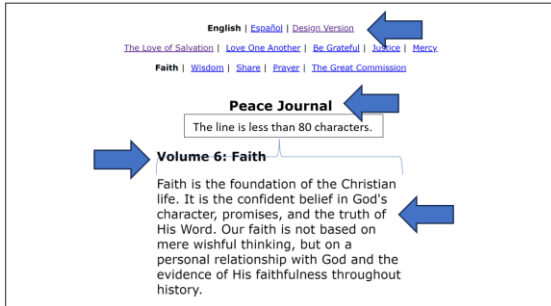 English | Español | Design Version
The Love of Salvation | Love One Another | Be Grateful | Justice | Mercy
Faith | Wisdom | Share | Prayer | The Great Commission
Peace Journal
The line is less than 80 characters.
Volume 6: Faith
Faith is the foundation of the Christian
life. It is the confident belief in God's
character, promises, and the truth of
His Word. Our faith is not based on
mere wishful thinking, but on a
personal relationship with God and the
evidence of His faithfulness throughout
history.